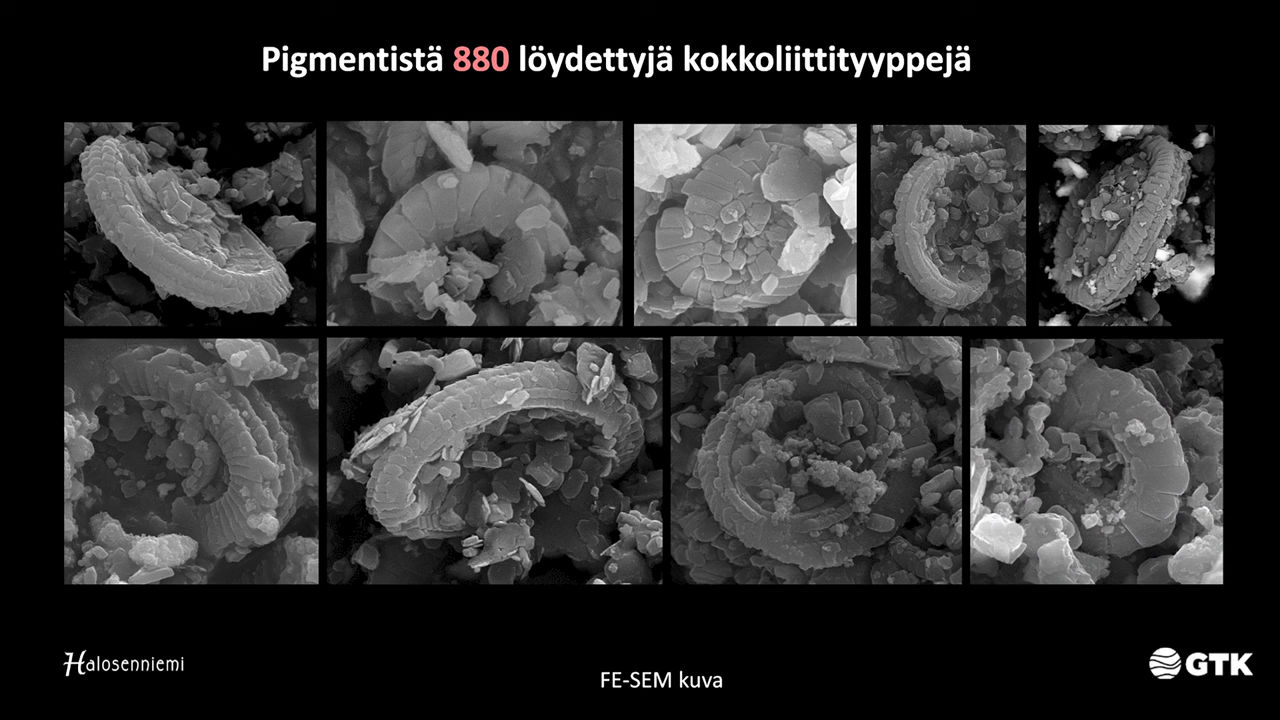 Pigmentistä 880 löydettyjä kokkoliittityyppejä
Halosenniemi
FE-SEM kuva
GTK